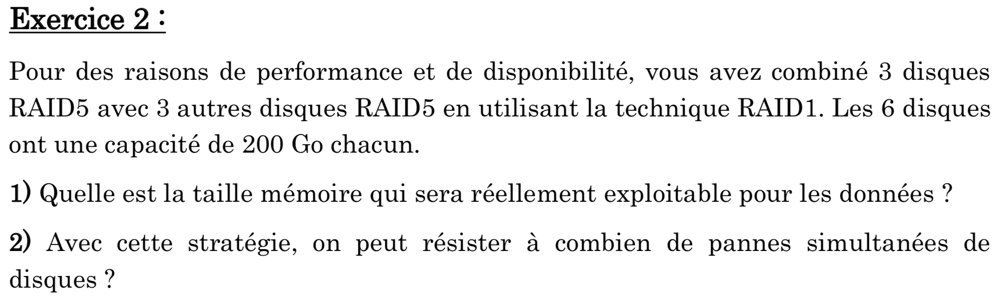 Exercice 2 :
Pour des raisons de performance et de disponibilité, vous avez combiné 3 disques
RAID5 avec 3 autres disques RAID5 en utilisant la technique RAID1. Les 6 disques
ont une capacité de 200 Go chacun.
1) Quelle est la taille mémoire qui sera réellement exploitable pour les données ?
2) Avec cette stratégie, on peut résister à combien de pannes simultanées de
disques ?